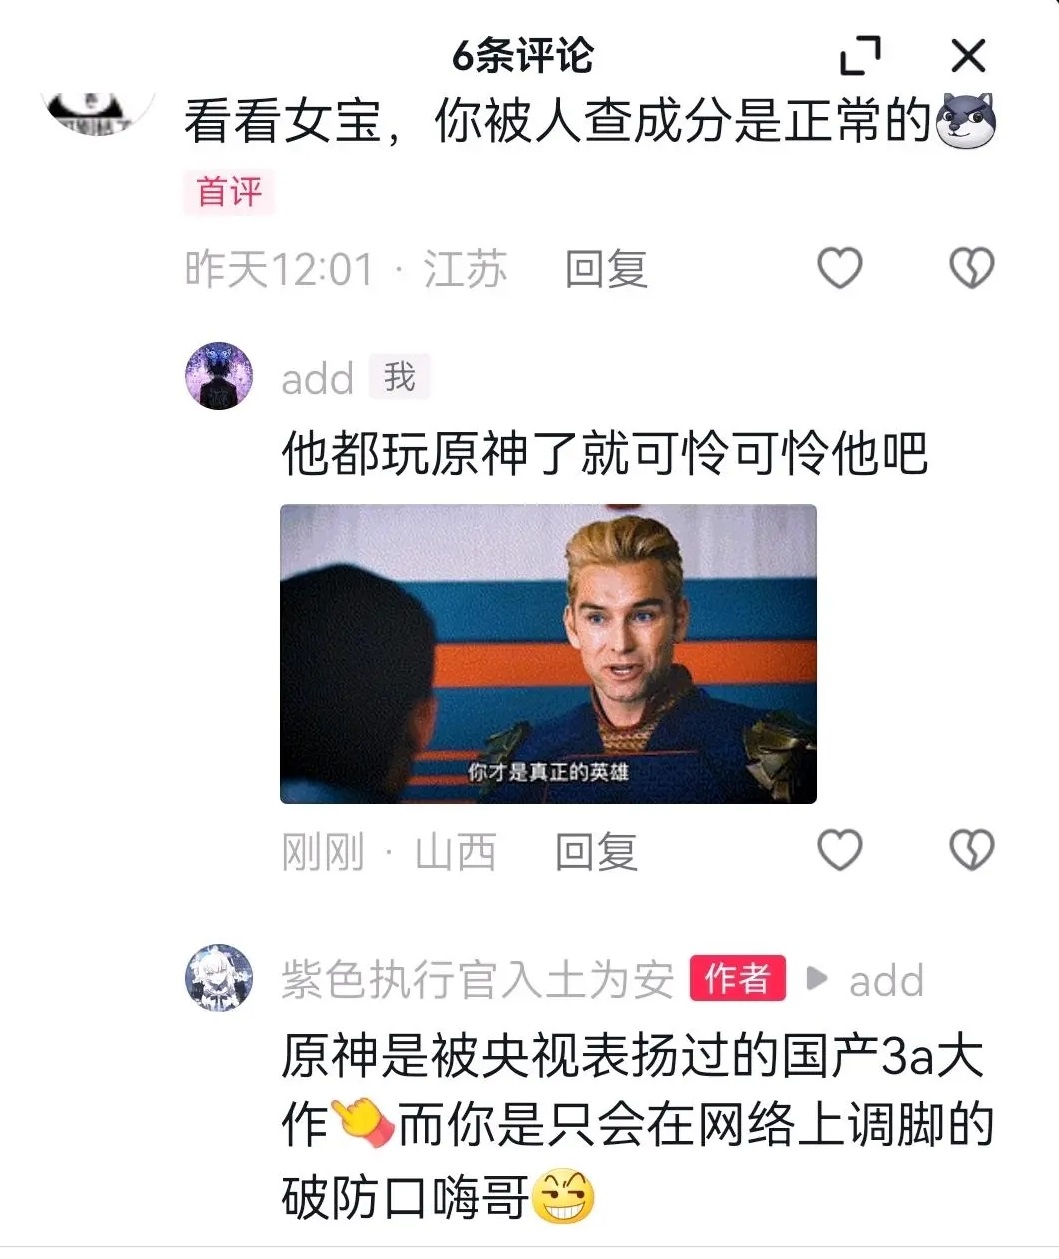 6条评论
看看女宝，你被人查成分是正常的
首评
昨天12:01 · 江苏 回复
add 我
他都玩原神了就可怜可怜他吧
你才是真正的英雄
刚刚 · 山西 回复
紫色执行官入土为安 作者 add
原神是被央视表扬过的国产3a大
作👈而你是只会在网络上调脚的
破防口嗨哥